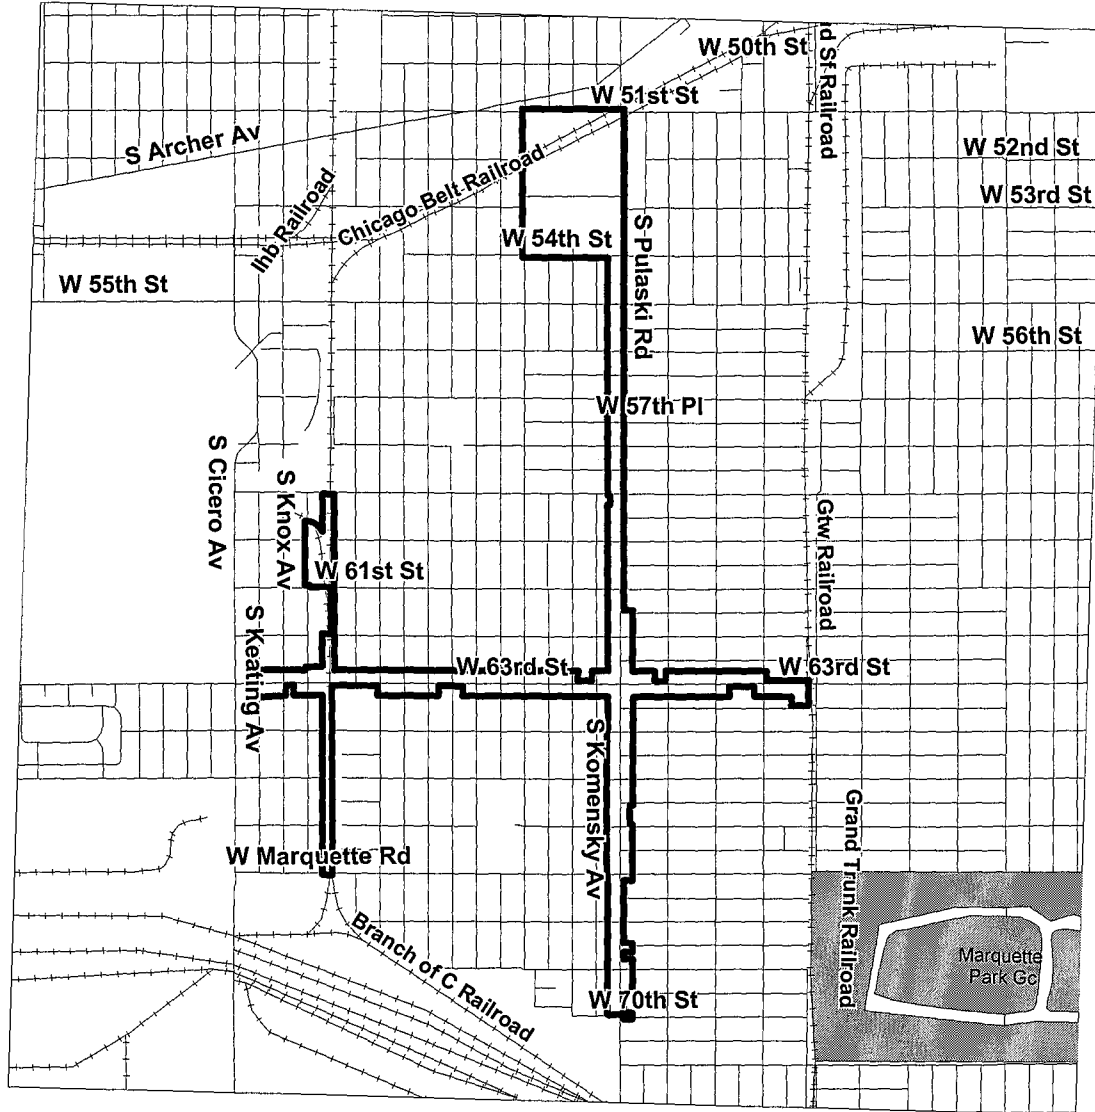 W 50th St
rd Sf Railroad
W 51st St
S Archer Av
W 52nd St
Chicago Belt Railroad
Ihb Railroad
W 53rd St
S Pulaski Rd
W 54th St
W 55th St
W 56th St
W 57th Pl
S Cicero Av
S Knox Av
Gtw Railroad
W 61st St
S Keating Av
W 63rd St
W 63rd St
S Komensky Av
Grand Trunk Railroad
W Marquette Rd
Branch of C Railroad
Marquette
Park Gc
W 70th St